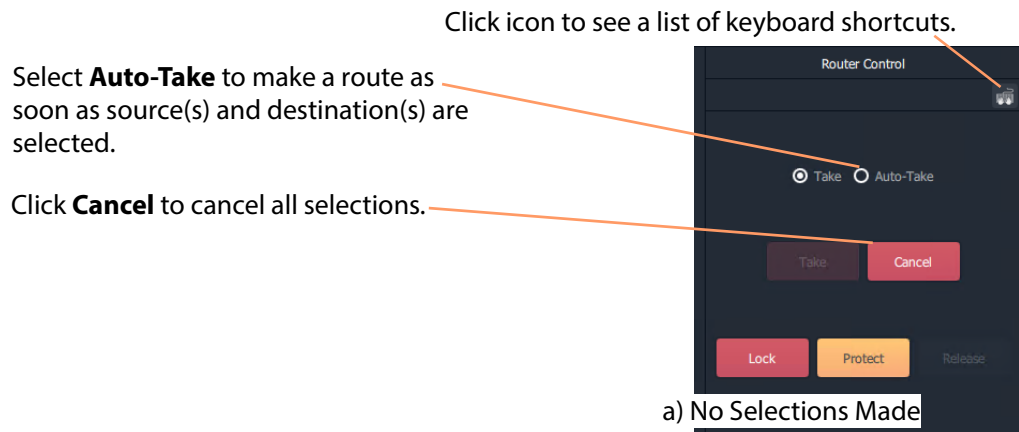 Click icon to see a list of keyboard shortcuts.
Router Control
Select Auto-Take to make a route as
soon as source(s) and destination(s) are
selected.
Take Auto-Take
Click Cancel to cancel all selections.
Take Cancel
Lock Protect Release
a) No Selections Made